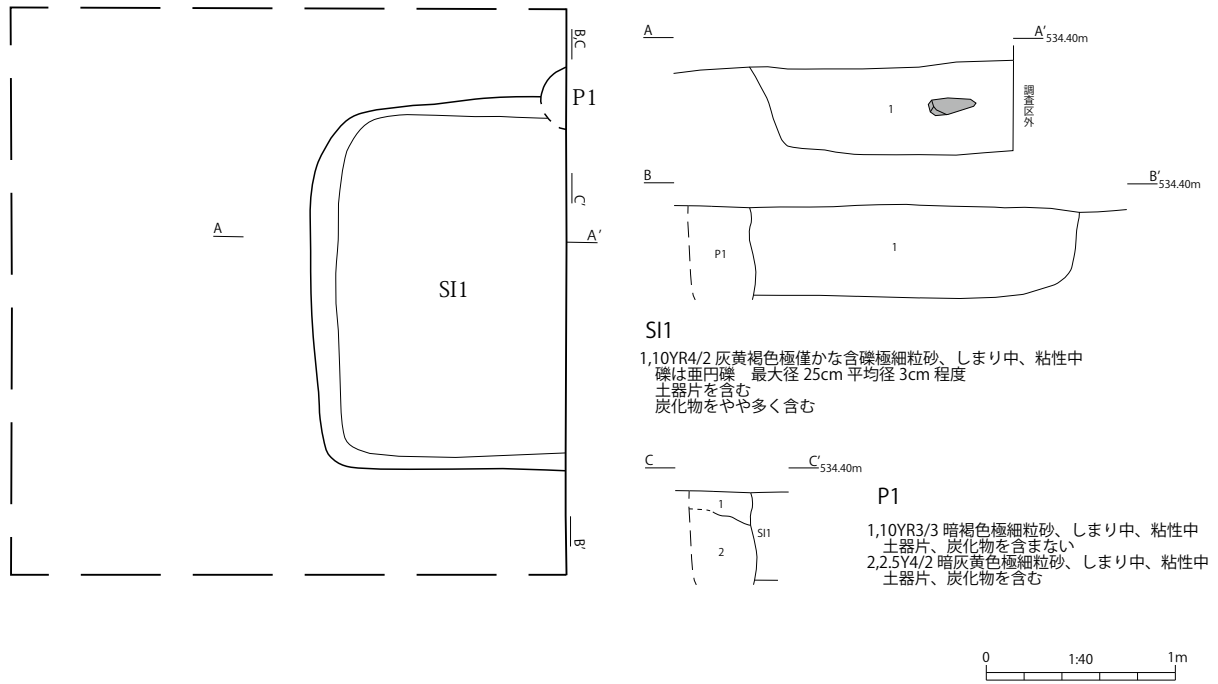 B,C
P1
C'
A
A'
SI1
B'
A
A'
534.40m
1
調査区外
B
B'
534.40m
P1
1
SI1
1,10YR4/2 灰黄褐色極僅かな含礫極細粒砂、しまり中、粘性中
礫は亜円礫　最大径 25cm 平均径 3cm 程度
土器片を含む
炭化物をやや多く含む
C
C'
534.40m
1
SI1
2
P1
1,10YR3/3 暗褐色極細粒砂、しまり中、粘性中
土器片、炭化物を含まない
2,2.5Y4/2 暗灰黄色極細粒砂、しまり中、粘性中
土器片、炭化物を含む
0 1:40 1m